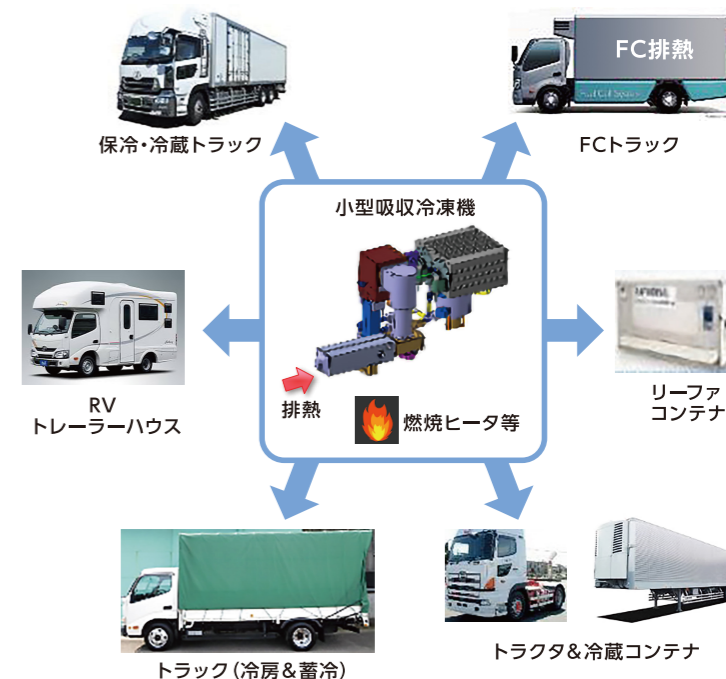 FC排熱
保冷・冷蔵トラック
FCトラック
小型吸収冷凍機
排熱
燃焼ヒータ等
RV
トレーラーハウス
リーファ
コンテナ
トラック（冷房＆蓄冷）
トラクタ＆冷蔵コンテナ